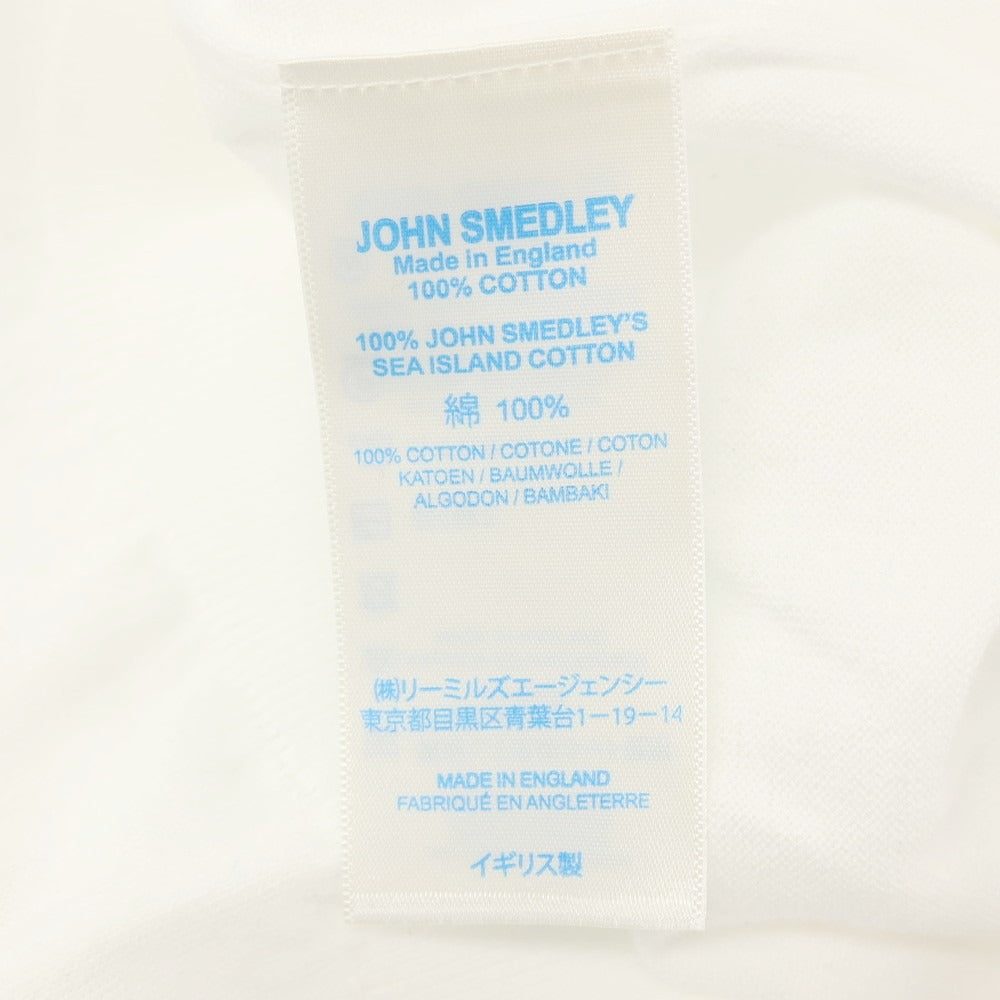 JOHN SMEDLEY
Made in England
100% COTTON
100% JOHN SMEDLEY'S
SEA ISLAND COTTON
綿 100%
100% COTTON / COTONE / COTON
KATOEN / BAUMWOLLE /
ALGODON / BAMBAKI
㈱リーミルズエージェンシー
東京都目黒区青葉台1-19-14
MADE IN ENGLAND
FABRIQUÉ EN ANGLETERRE
イギリス製